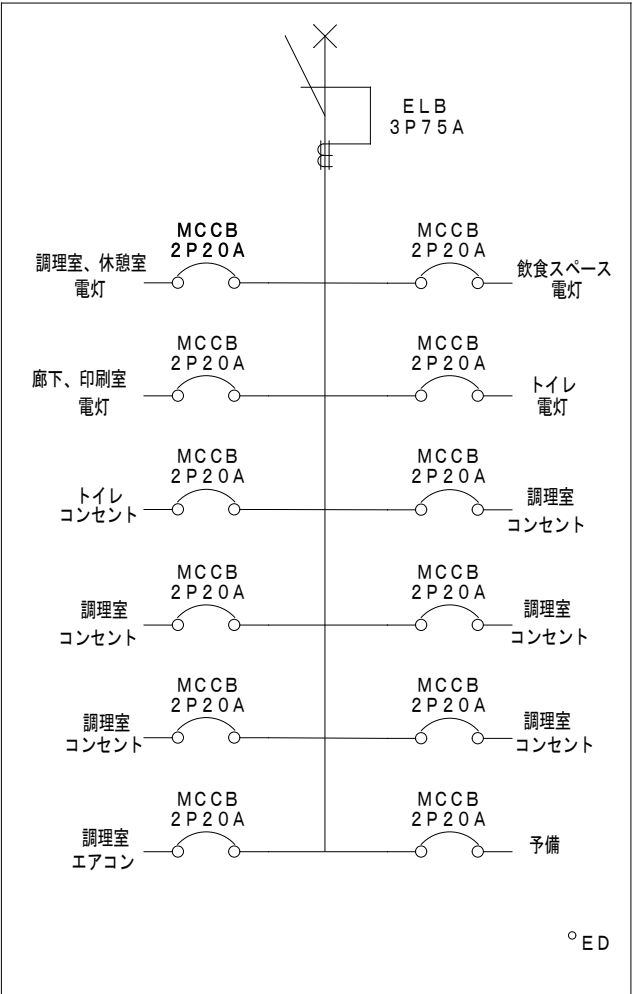 ELB
3P75A
MCCB
2P20A
調理室、休憩室
電灯
MCCB
2P20A
飲食スペース
電灯
MCCB
2P20A
廊下、印刷室
電灯
MCCB
2P20A
トイレ
電灯
MCCB
2P20A
トイレ
コンセント
MCCB
2P20A
調理室
コンセント
MCCB
2P20A
調理室
コンセント
MCCB
2P20A
調理室
コンセント
MCCB
2P20A
調理室
コンセント
MCCB
2P20A
調理室
コンセント
MCCB
2P20A
調理室
エアコン
MCCB
2P20A
予備
ED